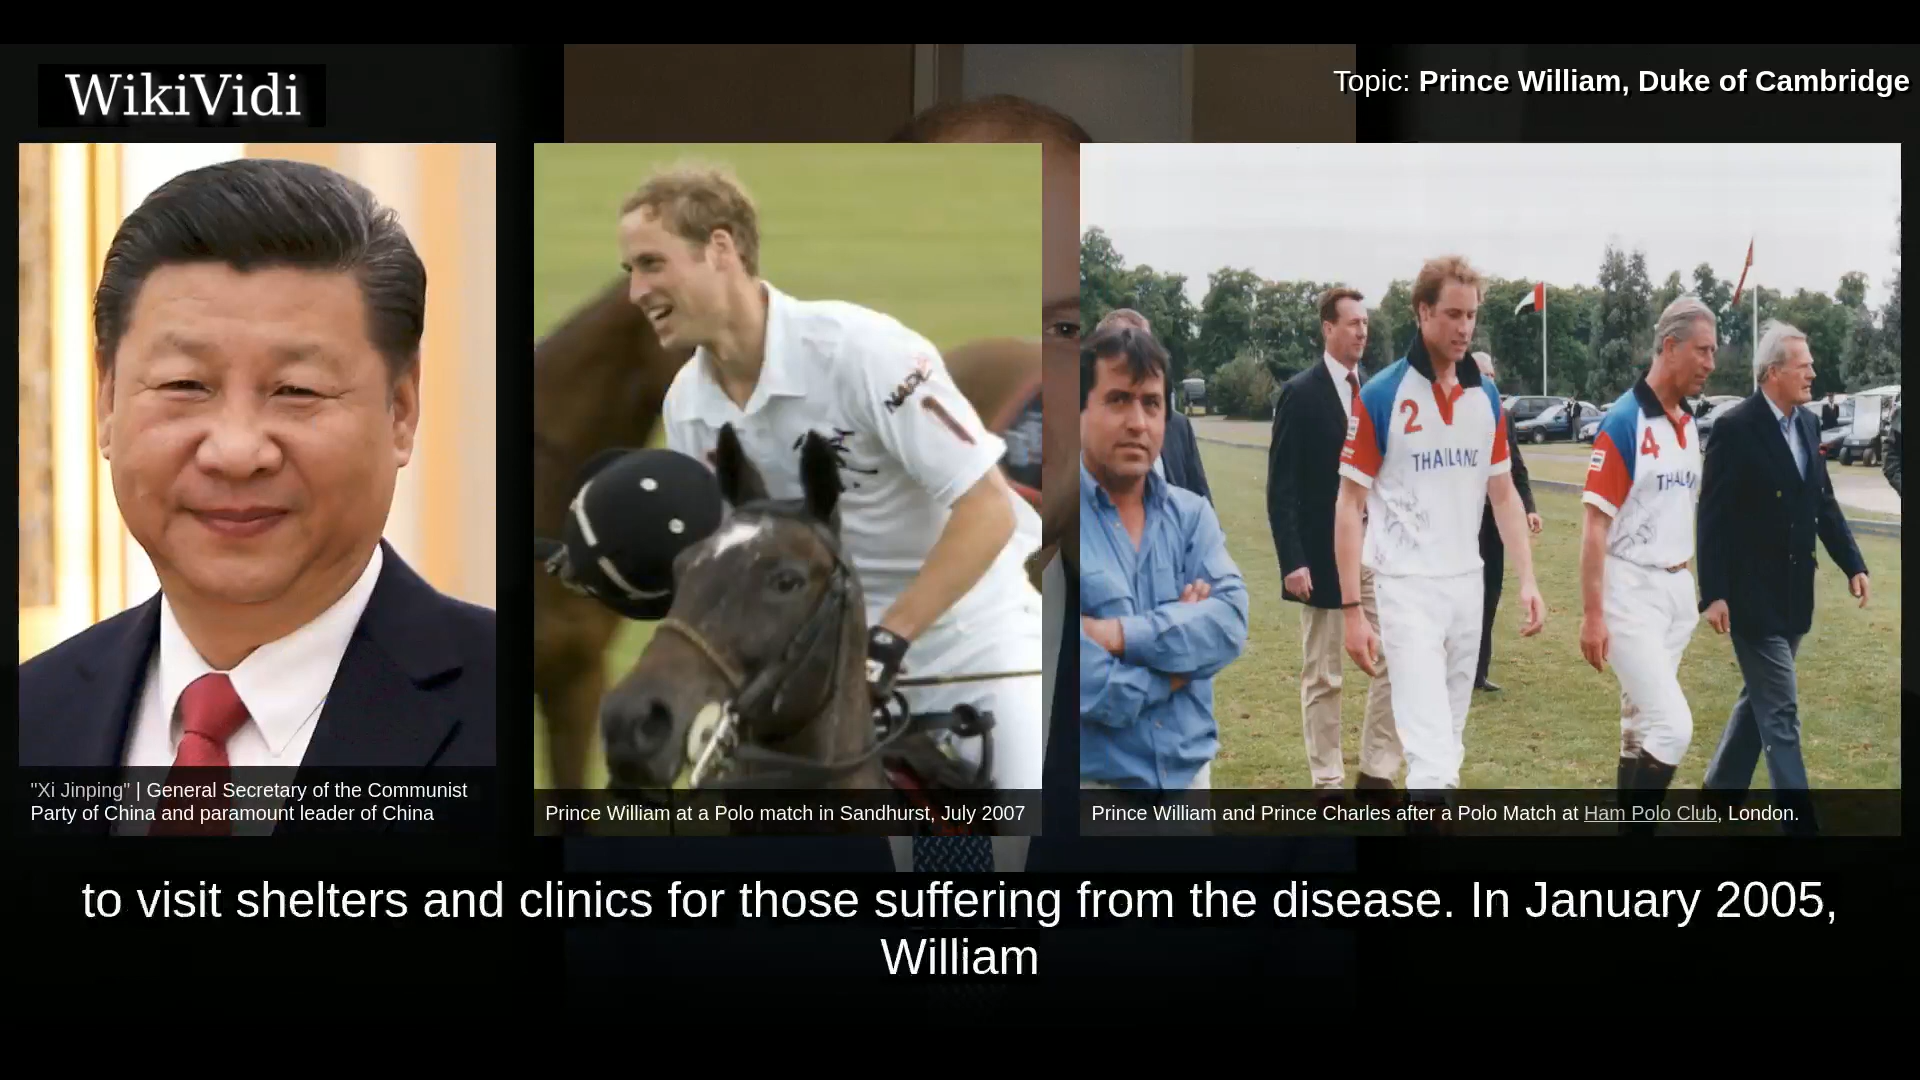 WikiVidi
Topic: Prince William, Duke of Cambridge
1
2
THAILAND
4
"Xi Jinping" | General Secretary of the Communist
Party of China and paramount leader of China
Prince William at a Polo match in Sandhurst, July 2007
Prince William and Prince Charles after a Polo Match at Ham Polo Club, London.
to visit shelters and clinics for those suffering from the disease. In January 2005,
William